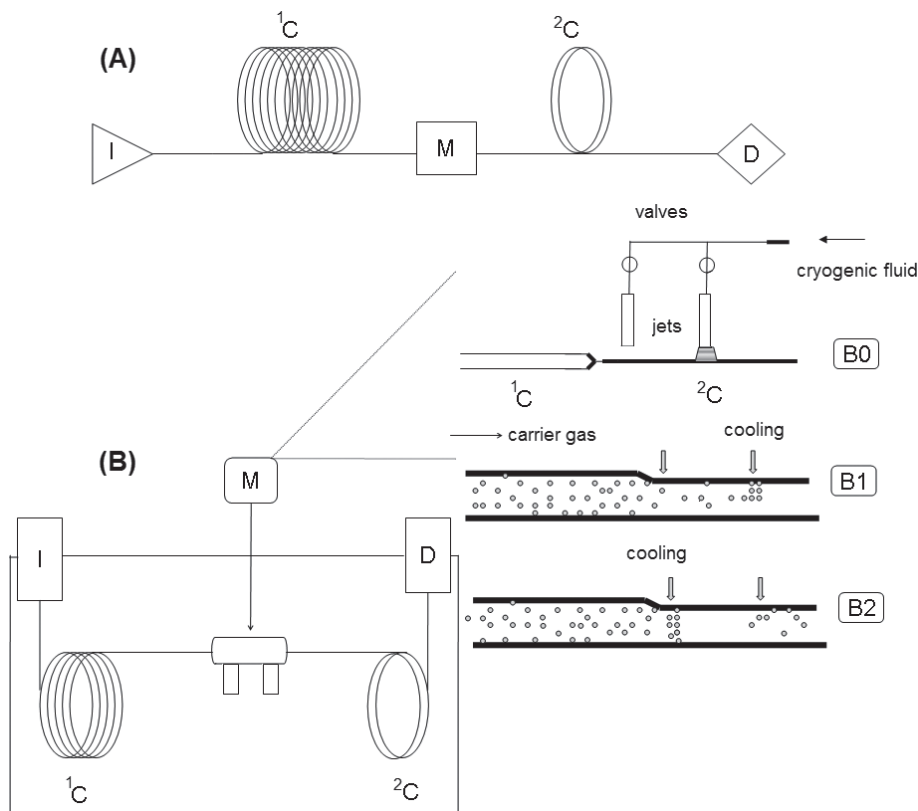 (A)
¹C
²C
I
M
D
valves
cryogenic fluid
jets
B0
¹C
²C
carrier gas
cooling
B1
(B)
M
cooling
B2
I
D
¹C
²C